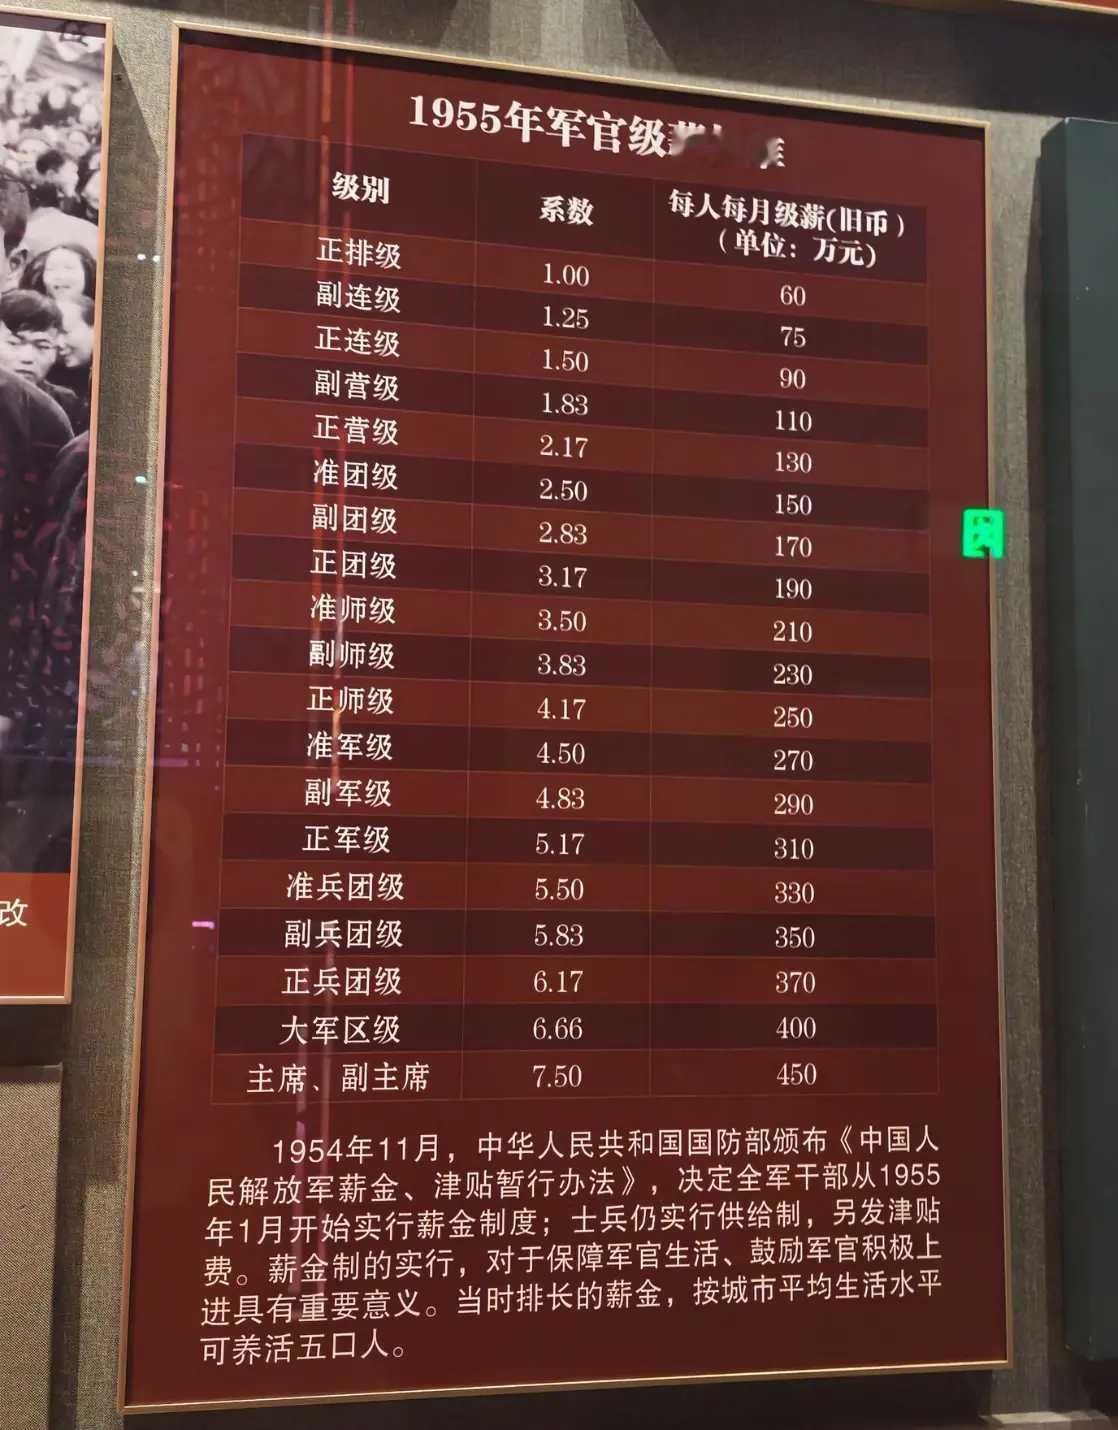 1955年军官级薪
级别 系数 每人每月级薪(旧币)
(单位：万元)
正排级 1.00 60
副连级 1.25 75
正连级 1.50 90
副营级 1.83 110
正营级 2.17 130
准团级 2.50 150
副团级 2.83 170
正团级 3.17 190
准师级 3.50 210
副师级 3.83 230
正师级 4.17 250
准军级 4.50 270
副军级 4.83 290
正军级 5.17 310
准兵团级 5.50 330
副兵团级 5.83 350
正兵团级 6.17 370
大军区级 6.66 400
主席、副主席 7.50 450
1954年11月，中华人民共和国国防部颁布《中国人
民解放军薪金、津贴暂行办法》，决定全军干部从1955
年1月开始实行薪金制度；士兵仍实行供给制，另发津贴
费。薪金制的实行，对于保障军官生活、鼓励军官积极上
进具有重要意义。当时排长的薪金，按城市平均生活水平
可养活五口人。
改